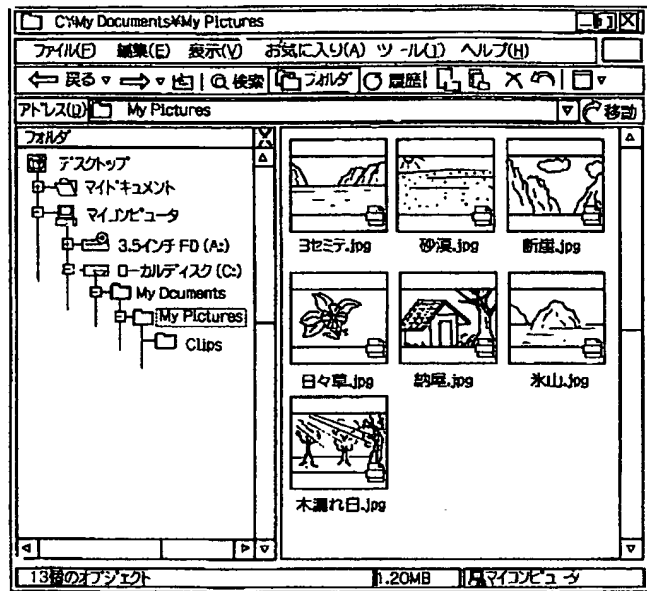 C:¥My Documents¥My Pictures
ファイル(F) 編集(E) 表示(V) お気に入り(A) ツ -ル(T) ヘルプ(H)
戻る 検索 フォルダ 履歴
アドレス(D) My Pictures 移動
フォルダ
デスクトップ
マイドキュメント
マイコンピュータ
3.5インチ FD (A:)
ローカルディスク (C:)
My Dcuments
My Pictures
Clips
ヨセミテ.jpg 砂漠.jpg 断崖.jpg
日々草.jpg 納屋.jpg 氷山.jpg
木漏れ日.jpg
13個のオブジェクト 1.20MB マイコンピュ タ